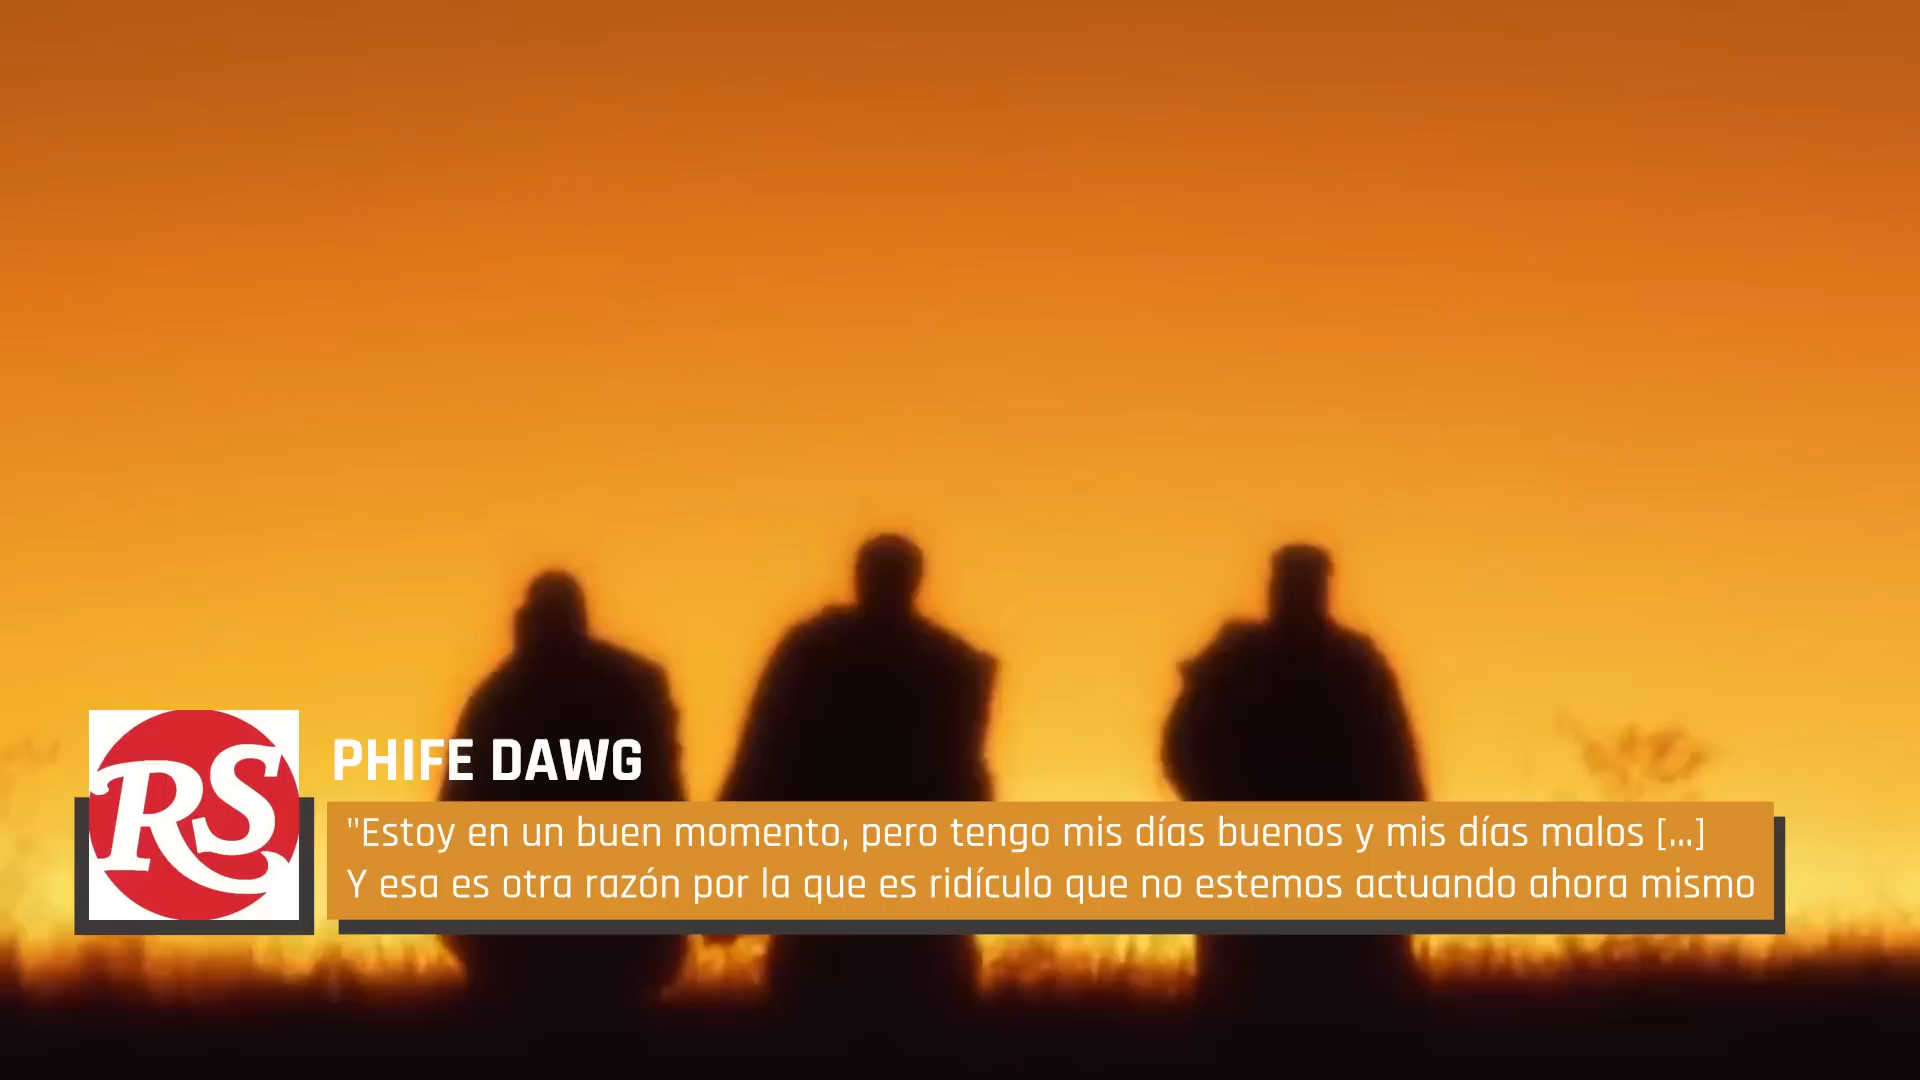 RS
PHIFE DAWG
"Estoy en un buen momento, pero tengo mis días buenos y mis días malos [...]
Y esa es otra razón por la que es ridículo que no estemos actuando ahora mismo